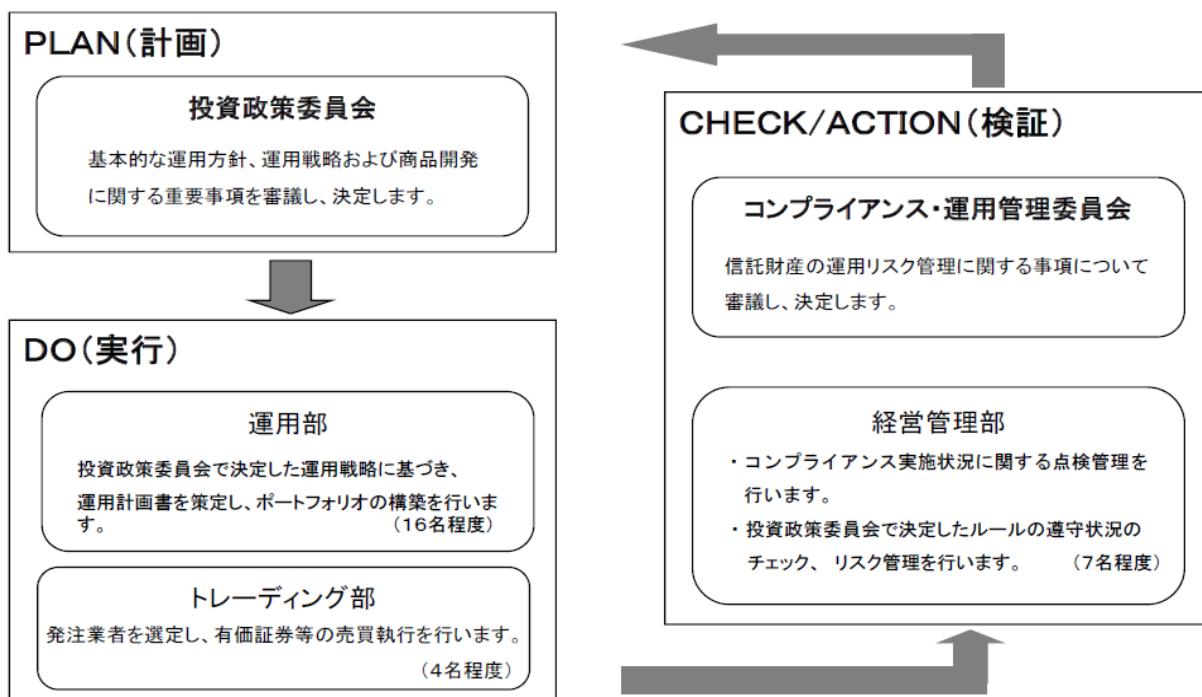 PLAN(計画)
投資政策委員会
基本的な運用方針、運用戦略および商品開発
に関する重要事項を審議し、決定します。
DO(実行)
運用部
投資政策委員会で決定した運用戦略に基づき、
運用計画書を策定し、ポートフォリオの構築を行いま
す。 (16名程度)
トレーディング部
発注業者を選定し、有価証券等の売買執行を行います。
(4名程度)
CHECK/ACTION(検証)
コンプライアンス・運用管理委員会
信託財産の運用リスク管理に関する事項について
審議し、決定します。
経営管理部
・コンプライアンス実施状況に関する点検管理を
行います。
・投資政策委員会で決定したルールの遵守状況の
チェック、 リスク管理を行います。 (7名程度)